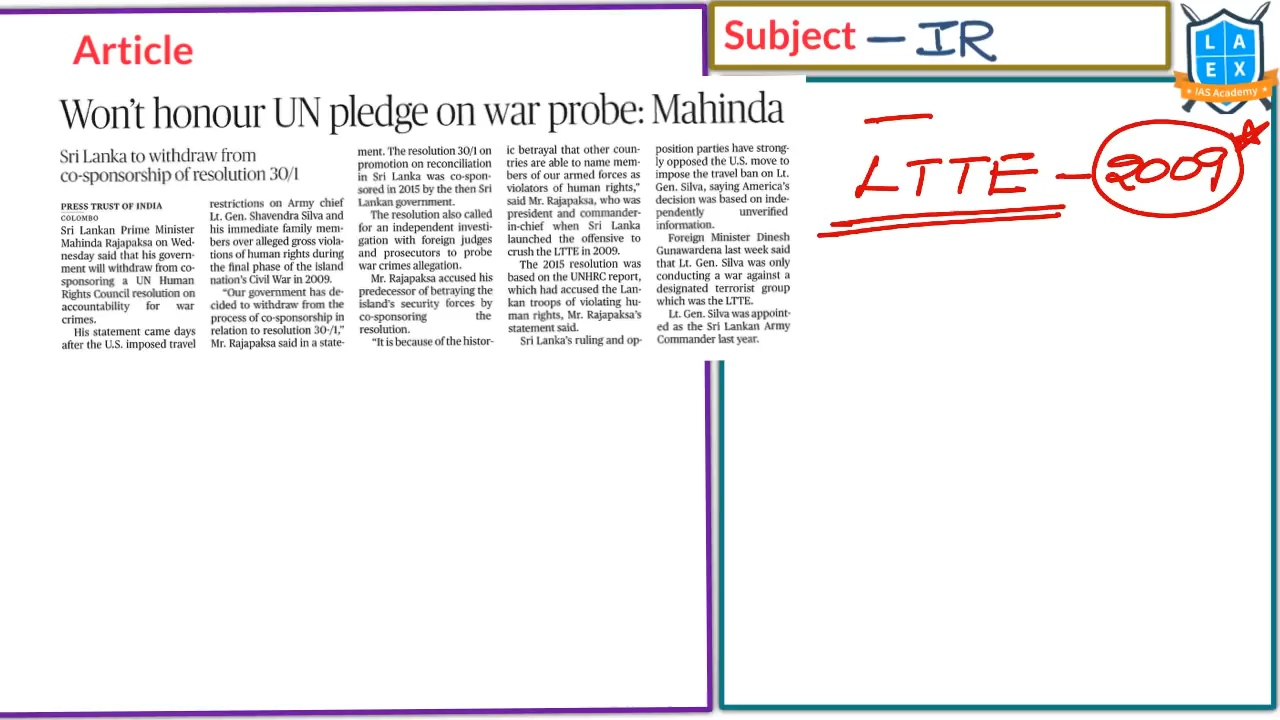 Article
Subject - IR
L A
E X
IAS Academy
Won't honour UN pledge on war probe: Mahinda
Sri Lanka to withdraw from
co-sponsorship of resolution 30/1
PRESS TRUST OF INDIA
COLOMBO
Sri Lankan Prime Minister
Mahinda Rajapaksa on Wed-
nesday said that his govern-
ment will withdraw from co-
sponsoring a UN Human
Rights Council resolution on
accountability for war
crimes.
His statement came days
after the U.S. imposed travel
restrictions on Army chief
Lt. Gen. Shavendra Silva and
his immediate family mem-
bers over alleged gross viola-
tions of human rights during
the final phase of the island
nation's Civil War in 2009.
"Our government has de-
cided to withdraw from the
process of co-sponsorship in
relation to resolution 30-/1,"
Mr. Rajapaksa said in a state-
ment. The resolution 30/1 on
promotion on reconciliation
in Sri Lanka was co-spon-
sored in 2015 by the then Sri
Lankan government.
The resolution also called
for an independent investi-
gation with foreign judges
and prosecutors to probe
war crimes allegation.
Mr. Rajapaksa accused his
predecessor of betraying the
island's security forces by
co-sponsoring the
resolution.
"It is because of the histor-
ic betrayal that other coun-
tries are able to name mem-
bers of our armed forces as
violators of human rights,"
said Mr. Rajapaksa, who was
president and commander-
in-chief when Sri Lanka
launched the offensive to
crush the LTTE in 2009.
The 2015 resolution was
based on the UNHRC report,
which had accused the Lan-
kan troops of violating hu-
man rights, Mr. Rajapaksa's
statement said.
Sri Lanka's ruling and op-
position parties have strong-
ly opposed the U.S. move to
impose the travel ban on Lt.
Gen. Silva, saying America's
decision was based on inde-
pendently unverified
information.
Foreign Minister Dinesh
Gunawardena last week said
that Lt. Gen. Silva was only
conducting a war against a
designated terrorist group
which was the LTTE.
Lt. Gen. Silva was appoint-
ed as the Sri Lankan Army
Commander last year.
LTTE - 2009